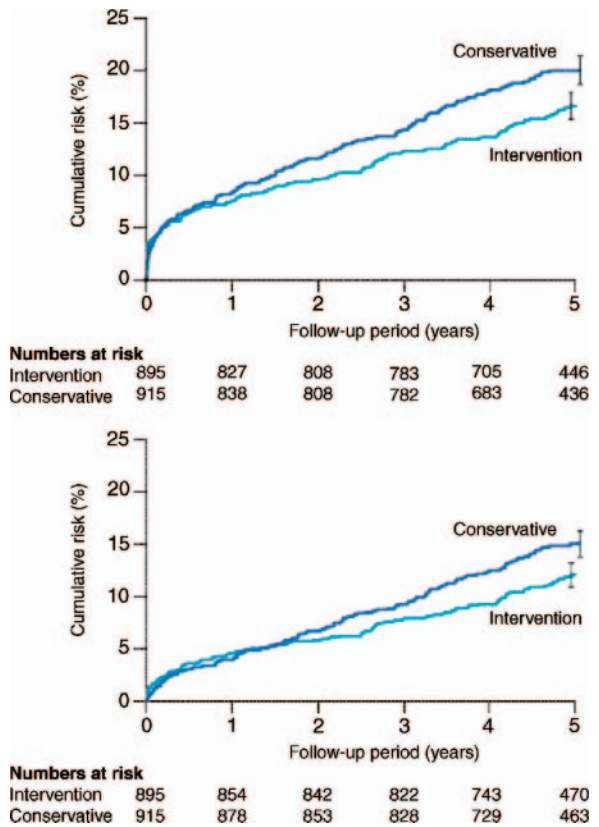 25
20
15
10
5
0
Cumulative risk (%)
Conservative
Intervention
0 1 2 3 4 5
Follow-up period (years)
Numbers at risk
Intervention 895 827 808 783 705 446
Conservative 915 838 808 782 683 436
25
20
15
10
5
0
Cumulative risk (%)
Conservative
Intervention
0 1 2 3 4 5
Follow-up period (years)
Numbers at risk
Intervention 895 854 842 822 743 470
Conservative 915 878 853 828 729 463